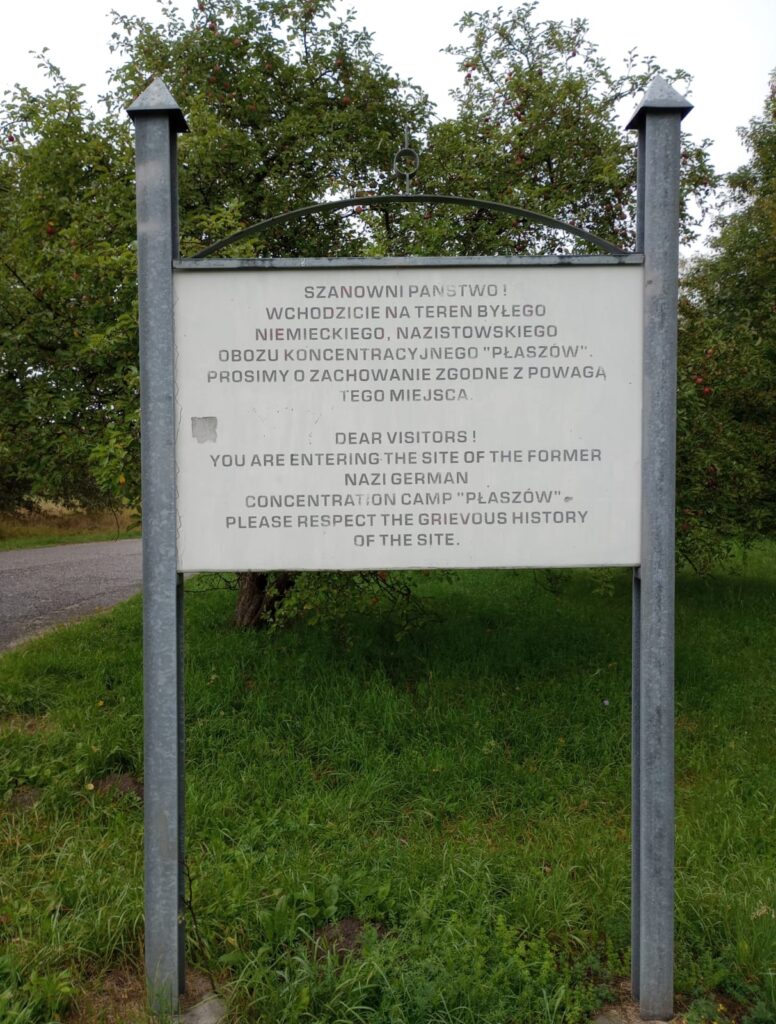 SZANOWNI PAŃSTWO !
WCHODZICIE NA TEREN BYŁEGO
NIEMIECKIEGO, NAZISTOWSKIEGO
OBOZU KONCENTRACYJNEGO "PŁASZÓW".
PROSIMY O ZACHOWANIE ZGODNE Z POWAGĄ
TEGO MIEJSCA.
DEAR VISITORS !
YOU ARE ENTERING THE SITE OF THE FORMER
NAZI GERMAN
CONCENTRATION CAMP "PŁASZÓW".
PLEASE RESPECT THE GRIEVOUS HISTORY
OF THE SITE.